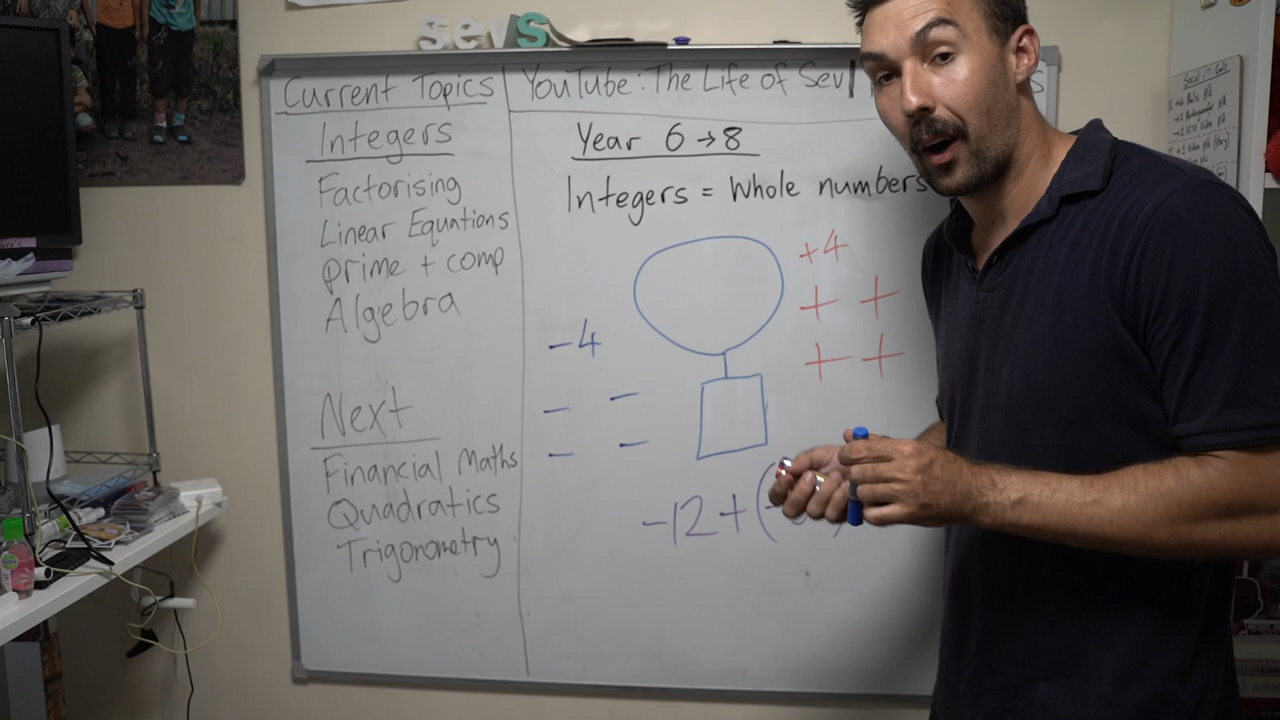 sevs
Current Topics
Integers
Factorising
Linear Equations
prime + comp
Algebra
Next
Financial Maths
Quadratics
Trigonometry
YouTube: The Life of Sev
Year 6 → 8
Integers = Whole numbers
+4
+ +
+ +
-4
- -
- -
-12 + (